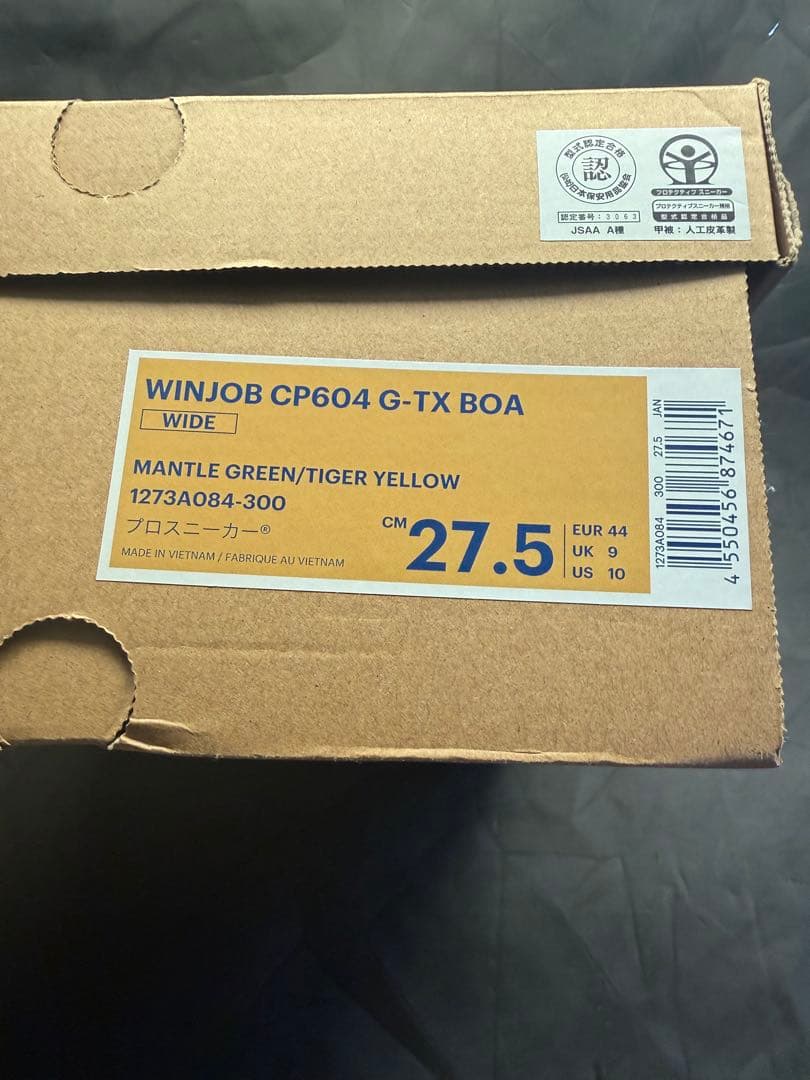 型式認定合格
認
(公社)日本保安用品協会
認定番号:3063
JSAA A種
プロテクティブ スニーカー
プロテクティブスニーカー規格
型式認定合格品
甲被:人工皮革製
WINJOB CP604 G-TX BOA
WIDE
MANTLE GREEN/TIGER YELLOW
1273A084-300
プロスニーカー®
MADE IN VIETNAM / FABRIQUE AU VIETNAM
CM 27.5
EUR 44
UK 9
US 10
1273A084 300 27.5 JAN
4 550456 874671